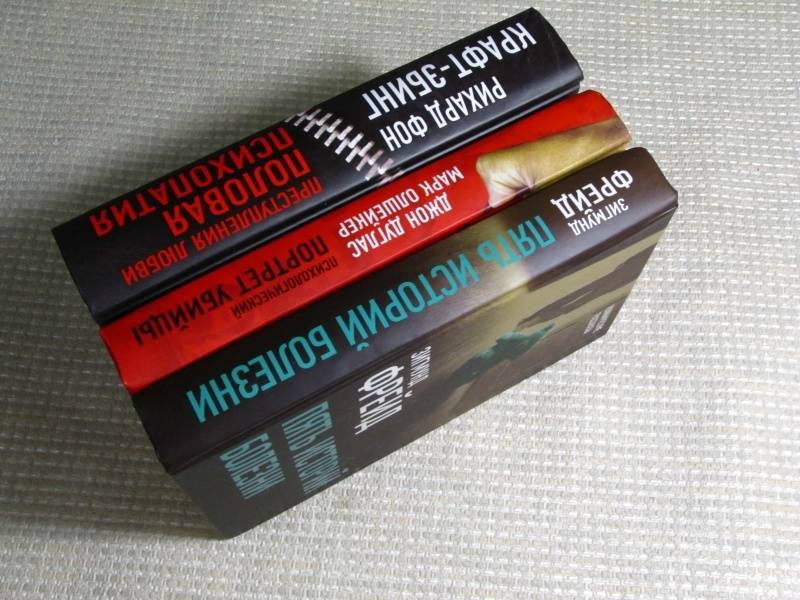 РИХАРД ФОН
КРАФТ-ЭБИНГ
ПРЕСТУПЛЕНИЯ ЛЮБВИ
ПОЛОВАЯ
ПСИХОПАТИЯ
ДЖОН ДУГЛАС
МАРК ОЛШЕЙКЕР
ПСИХОЛОГИЧЕСКИЙ
ПОРТРЕТ УБИЙЦЫ
ЗИГМУНД
ФРЕЙД
ПЯТЬ ИСТОРИЙ БОЛЕЗНИ
ЗИГМУНД
ФРЕЙД
ПЯТЬ ИСТОРИЙ
БОЛЕЗНИ